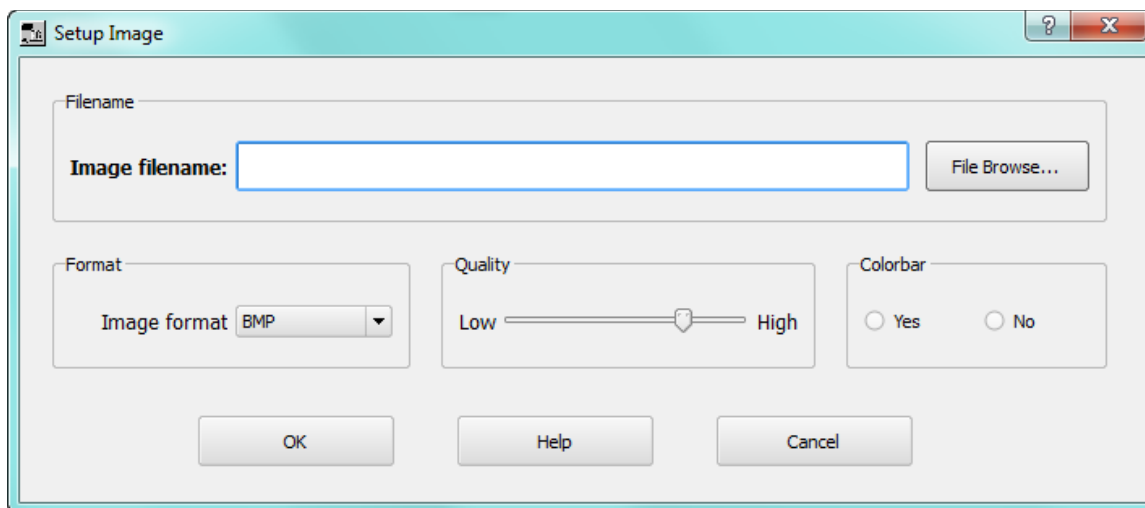 Setup Image
Filename
Image filename:
File Browse...
Format
Quality
Colorbar
Image format BMP
Low High
Yes No
OK Help Cancel